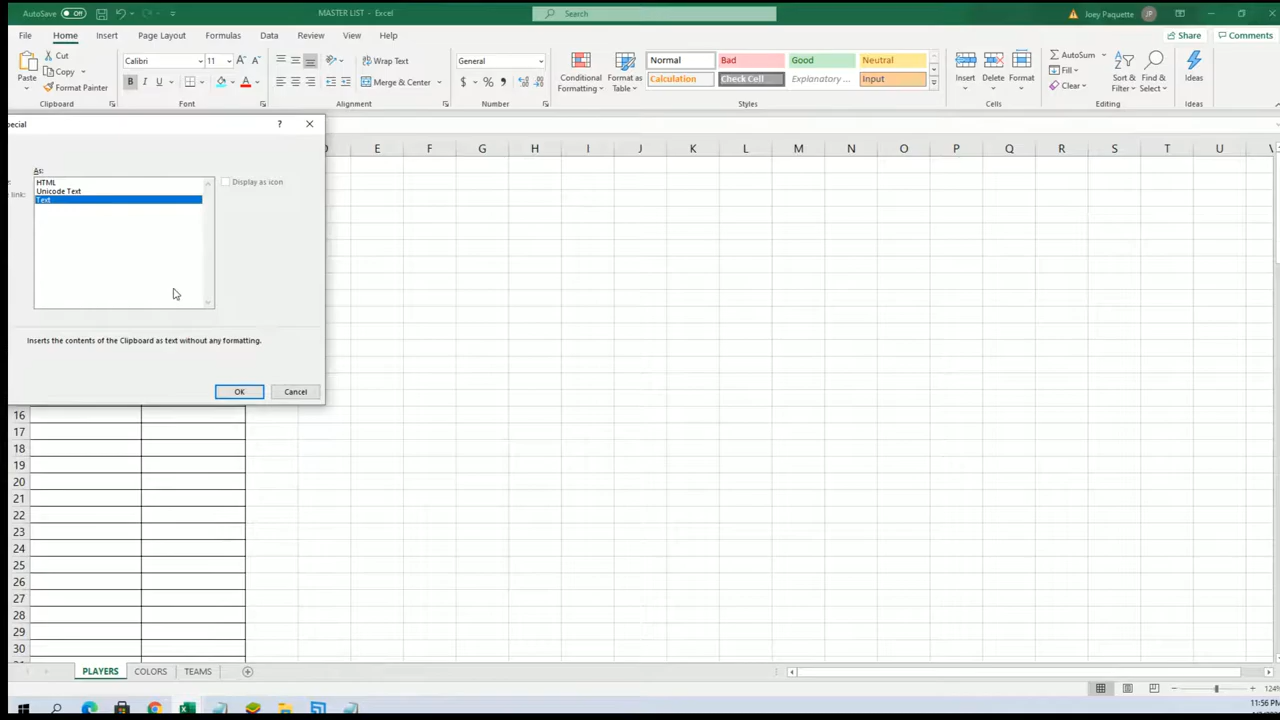 AutoSave Off MASTER LIST - Excel Search Joey Paquette JP
File Home Insert Page Layout Formulas Data Review View Help Share Comments
Paste Cut Copy Format Painter
Calibri 11
B I U
Wrap Text
Merge & Center
General
$ %
Conditional Formatting
Format as Table
Normal Bad Good Neutral
Calculation Check Cell Explanary ... Input
Insert Delete Format
AutoSum
Fill
Clear
Sort & Filter
Find & Select
Ideas
Clipboard Font Alignment Number Styles Cells Editing Ideas
pecial ?
E F G H I J K L M N O P Q R S T U
As:
HTML
Unicode Text
Text
link:
Display as icon
Inserts the contents of the Clipboard as text without any formatting.
OK Cancel
16
17
18
19
20
21
22
23
24
25
26
27
28
29
30
PLAYERS COLORS TEAMS
124%
11:56 PM